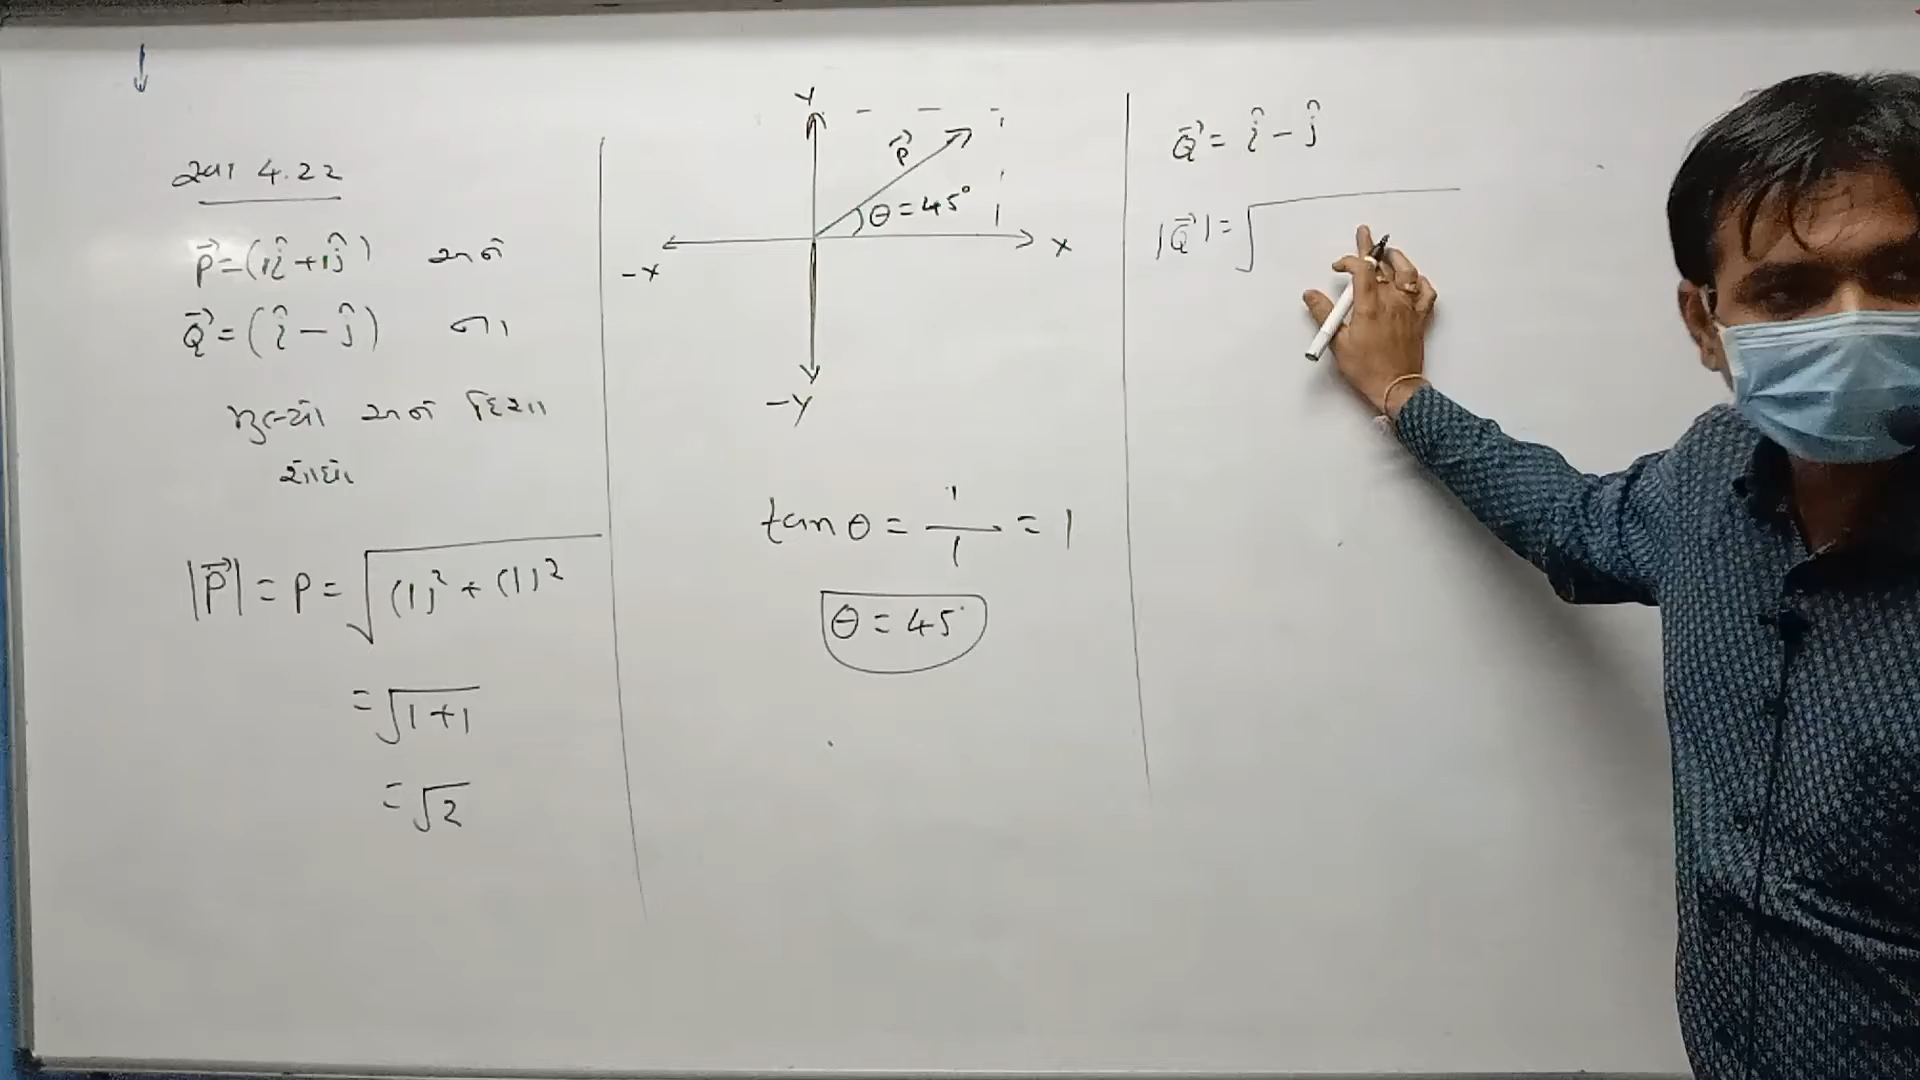 સ્વા 4.22
P⃗ = (1î + 1ĵ) અને
Q⃗ = (î − ĵ) ના
મુલ્યો અને દિશા
શોધો
|P⃗| = P = √((1)² + (1)²)
= √(1+1)
= √2
Y
P⃗
θ = 45°
-X
X
-Y
tan θ = 1/1 = 1
θ = 45°
Q⃗ = î − ĵ
|Q⃗| = √